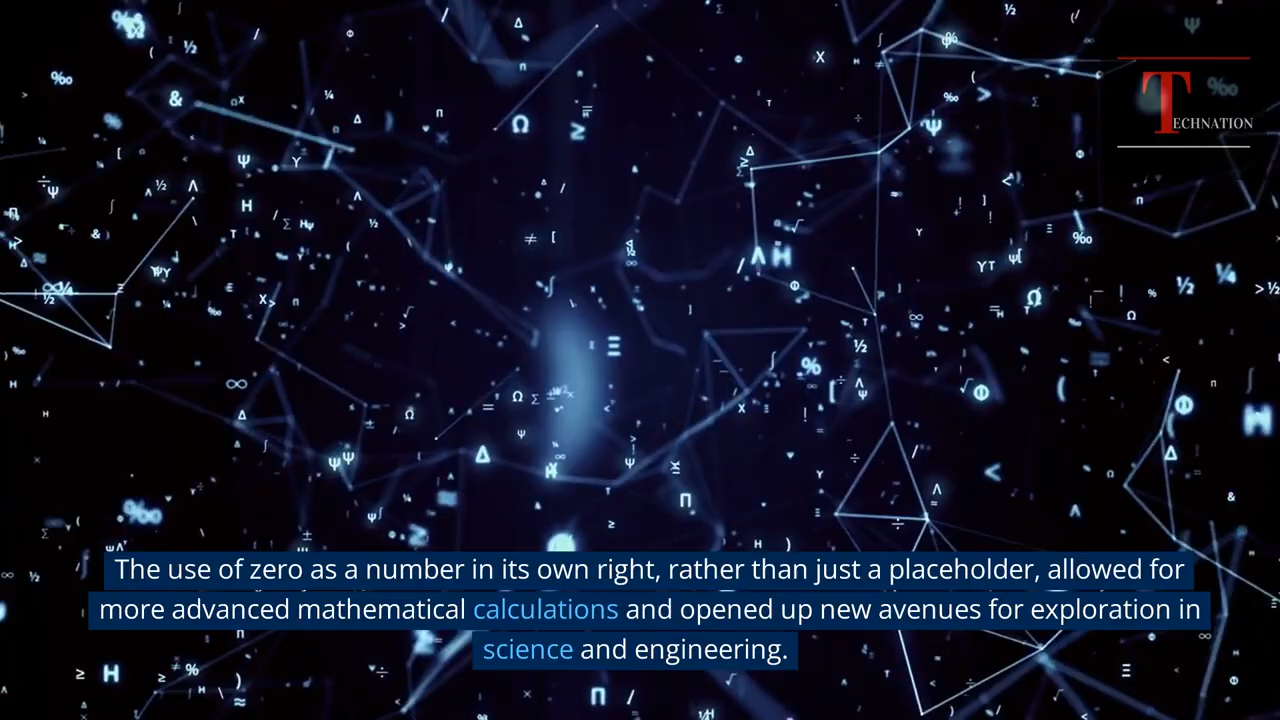 TECHNATION
The use of zero as a number in its own right, rather than just a placeholder, allowed for
more advanced mathematical calculations and opened up new avenues for exploration in
science and engineering.